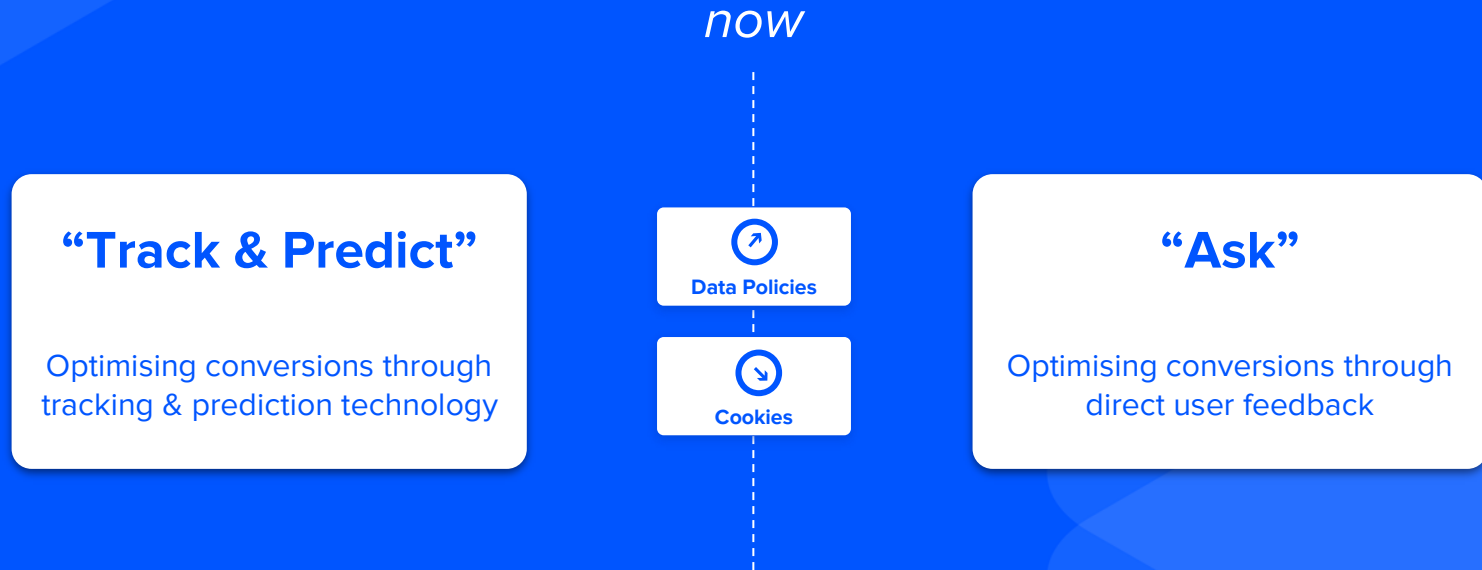 now
“Track & Predict”
Optimising conversions through
tracking & prediction technology
Data Policies
Cookies
“Ask”
Optimising conversions through
direct user feedback